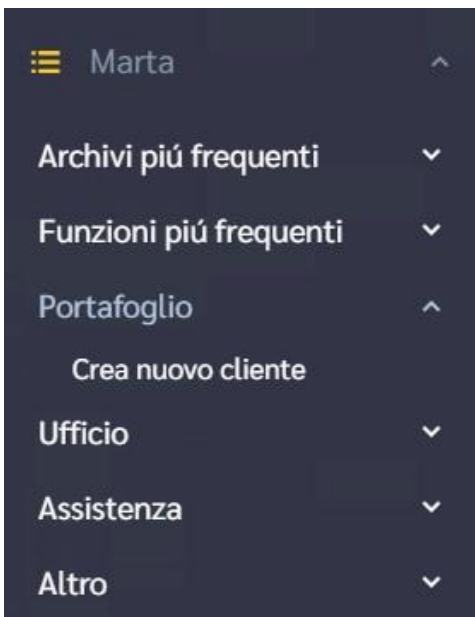 Marta
Archivi piú frequenti
Funzioni piú frequenti
Portafoglio
Crea nuovo cliente
Ufficio
Assistenza
Altro